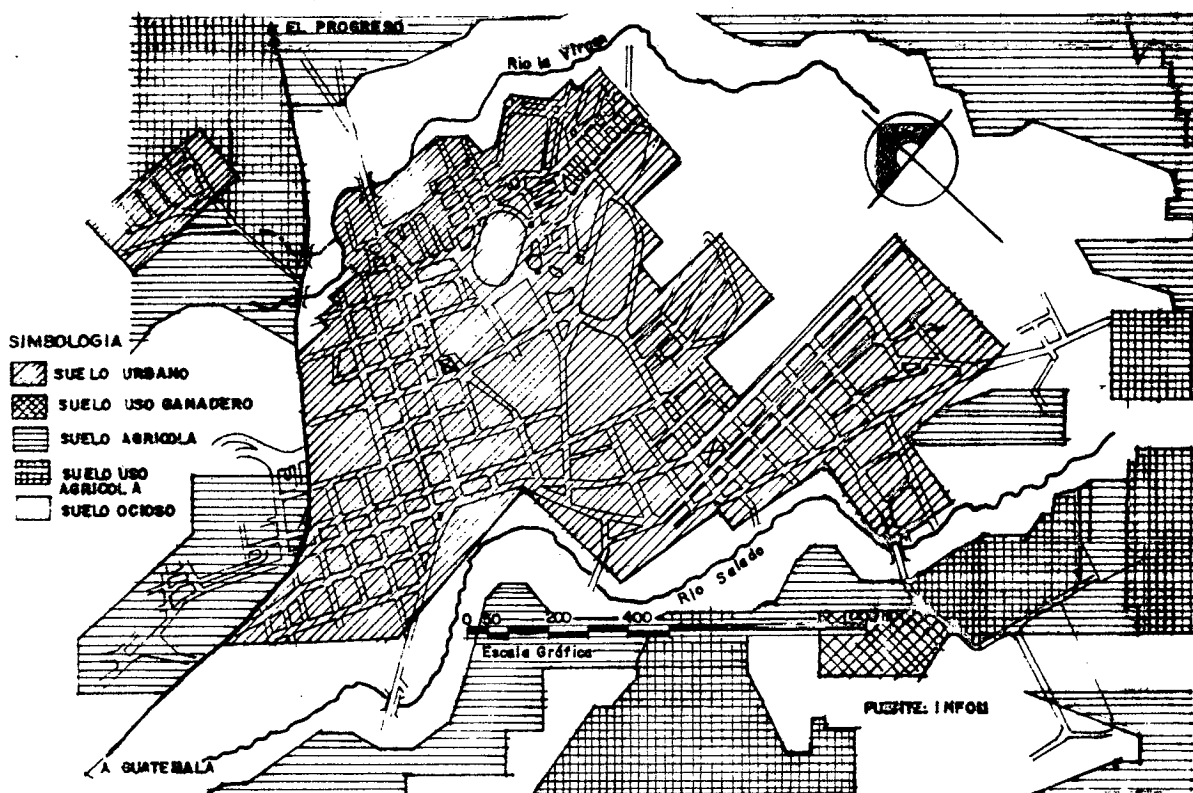 EL PROGRESO
Rio la Virgen
SIMBOLOGIA
SUELO URBANO
SUELO USO GANADERO
SUELO AGRICOLA
SUELO USO
AGRICOLA
SUELO OCIOSO
Rio Salado
0 50 200 400
Escala Gráfica
FUENTE: INFOM
A GUATEMALA